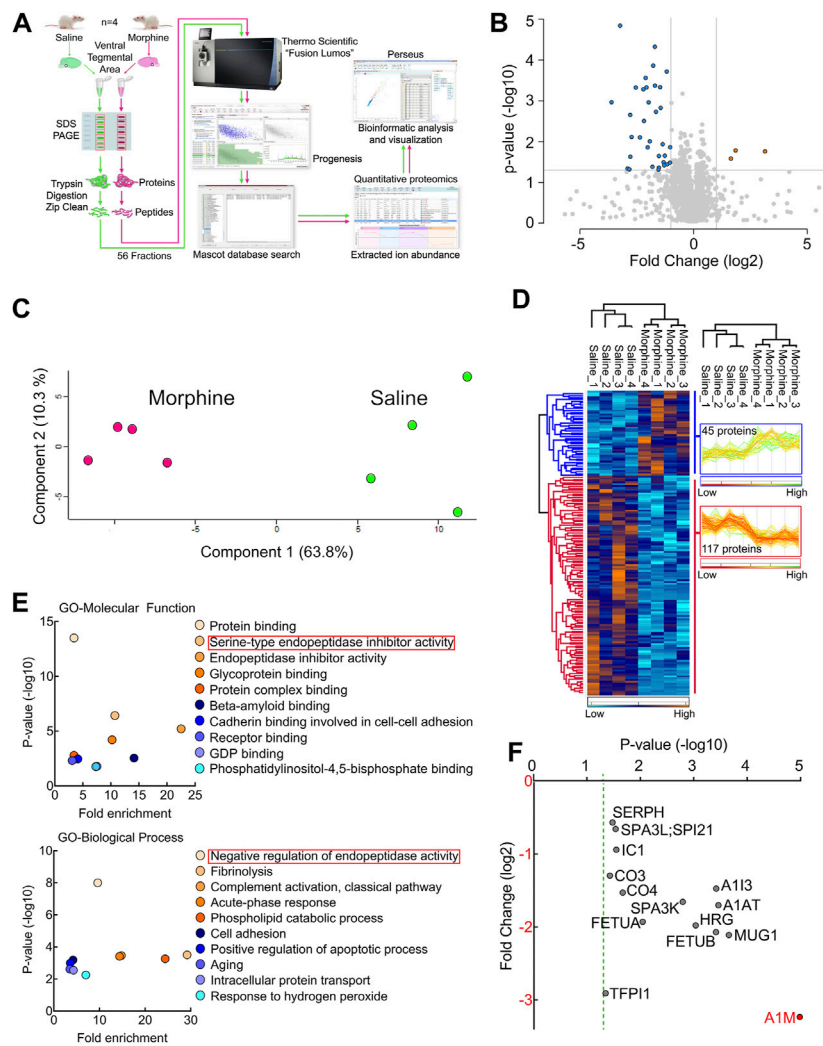 A
n=4
Saline
Morphine
Ventral
Tegmental
Area
SDS
PAGE
Trypsin
Digestion
Zip Clean
Proteins
Peptides
56 Fractions
Thermo Scientific
"Fusion Lumos"
Progenesis
Mascot database search
Perseus
Bioinformatic analysis
and visualization
Quantitative proteomics
Extracted ion abundance
B
p-value (-log10)
5
4
3
2
1
0
-5
0
5
Fold Change (log2)
C
Morphine
Saline
Component 2 (10.3 %)
5
0
-5
-5
0
5
10
Component 1 (63.8%)
D
Saline_1
Saline_2
Saline_3
Saline_4
Morphine_4
Morphine_1
Morphine_2
Morphine_3
Saline_1
Saline_2
Saline_3
Saline_4
Morphine_4
Morphine_1
Morphine_2
Morphine_3
45 proteins
Low
High
117 proteins
Low
High
Low
High
E
GO-Molecular Function
P-value (-log10)
15
10
5
0
0
5
10
15
20
25
Fold enrichment
Protein binding
Serine-type endopeptidase inhibitor activity
Endopeptidase inhibitor activity
Glycoprotein binding
Protein complex binding
Beta-amyloid binding
Cadherin binding involved in cell-cell adhesion
Receptor binding
GDP binding
Phosphatidylinositol-4,5-bisphosphate binding
GO-Biological Process
P-value (-log10)
10
8
6
4
2
0
0
10
20
30
Fold enrichment
Negative regulation of endopeptidase activity
Fibrinolysis
Complement activation, classical pathway
Acute-phase response
Phospholipid catabolic process
Cell adhesion
Positive regulation of apoptotic process
Aging
Intracellular protein transport
Response to hydrogen peroxide
F
P-value (-log10)
0
1
2
3
4
5
Fold Change (log2)
0
-1
-2
-3
SERPH
SPA3L;SPI21
IC1
CO3
CO4
A1I3
SPA3K
A1AT
FETUA
HRG
FETUB
MUG1
TFPI1
A1M